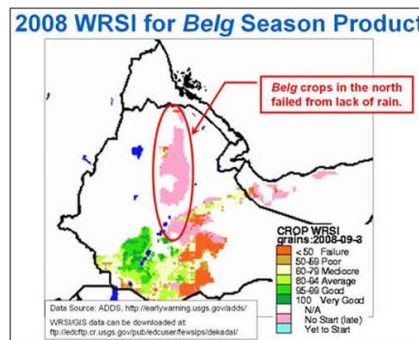 2008 WRSI for Belg Season Product
Belg crops in the north
failed from lack of rain.
CROP WRSI
grains:2008-09-3
<50 Failure
50-59 Poor
60-79 Mediocre
80-94 Average
95-99 Good
100 Very Good
N/A
No Start (late)
Yet to Start
Data Source: ADDS, http://earlywarning.usgs.gov/adds/
WRSI/GIS data can be downloaded at:
ftp://edcftp.cr.usgs.gov/pub/edcuser/fewsips/dekadal/